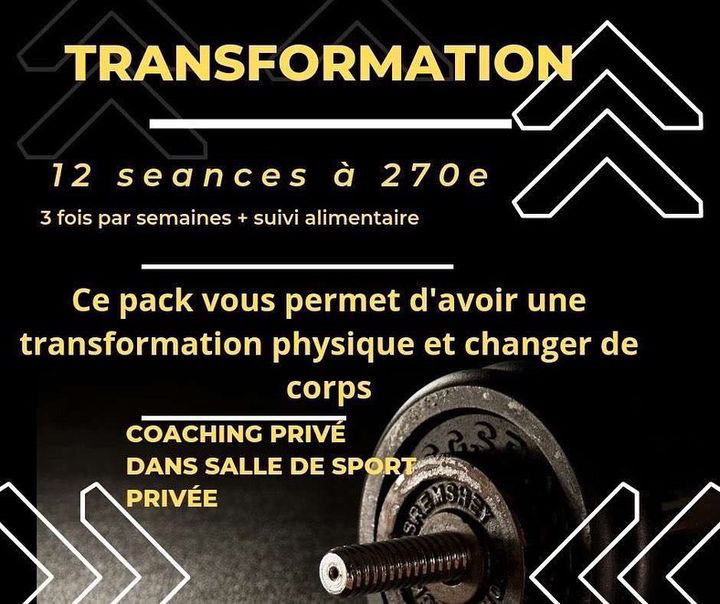 TRANSFORMATION
12 seances à 270e
3 fois par semaines + suivi alimentaire
Ce pack vous permet d'avoir une
transformation physique et changer de
corps
COACHING PRIVÉ
DANS SALLE DE SPORT
PRIVÉE
BREMSHEY